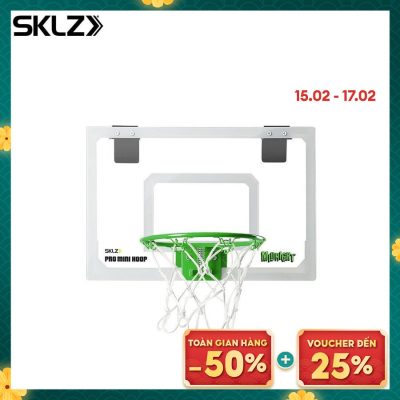 SKLZ
15.02 - 17.02
SKLZ
PRO MINI HOOP
MIDNIGHT
TOÀN GIAN HÀNG
-50%
+
VOUCHER ĐẾN
25%